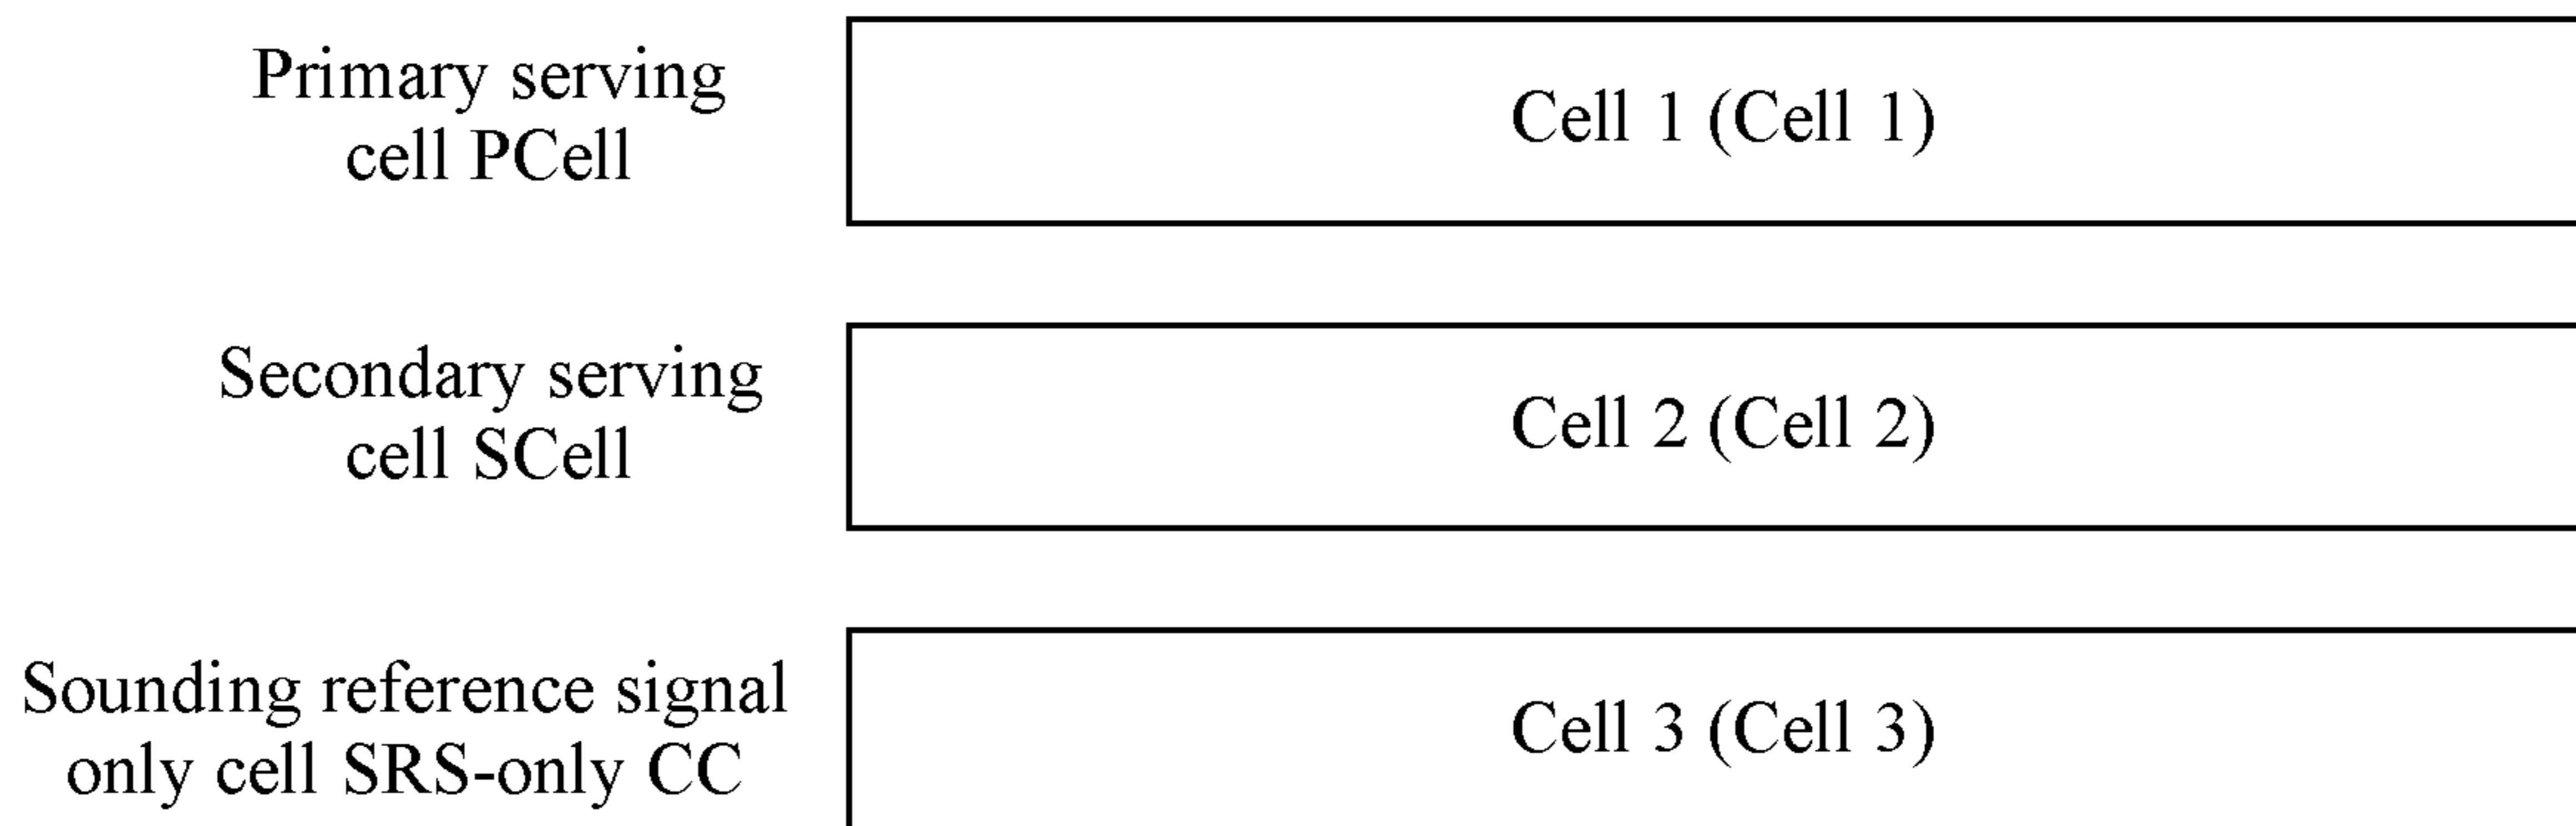 Primary serving
cell PCell
Cell 1 (Cell 1)
Secondary serving
cell SCell
Cell 2 (Cell 2)
Sounding reference signal
only cell SRS-only CC
Cell 3 (Cell 3)